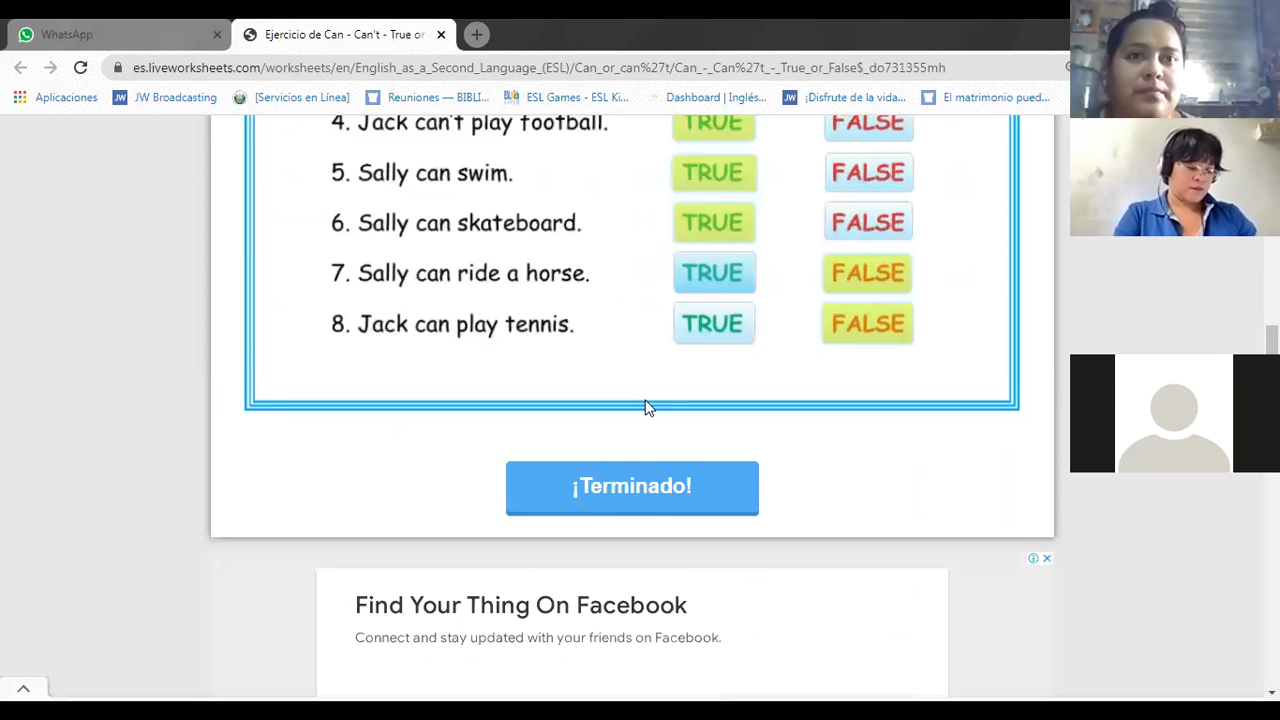 WhatsApp
Ejercicio de Can - Can't - True or
es.liveworksheets.com/worksheets/en/English_as_a_Second_Language_(ESL)/Can_or_can%27t/Can_-_Can%27t_-_True_or_False$_do731355mh
Aplicaciones JW Broadcasting [Servicios en Línea] Reuniones — BIBLI... ESL Games - ESL Ki... Dashboard | Inglés,... ¡Disfrute de la vida... El matrimonio pued...
4. Jack can't play football. TRUE FALSE
5. Sally can swim. TRUE FALSE
6. Sally can skateboard. TRUE FALSE
7. Sally can ride a horse. TRUE FALSE
8. Jack can play tennis. TRUE FALSE
¡Terminado!
Find Your Thing On Facebook
Connect and stay updated with your friends on Facebook.